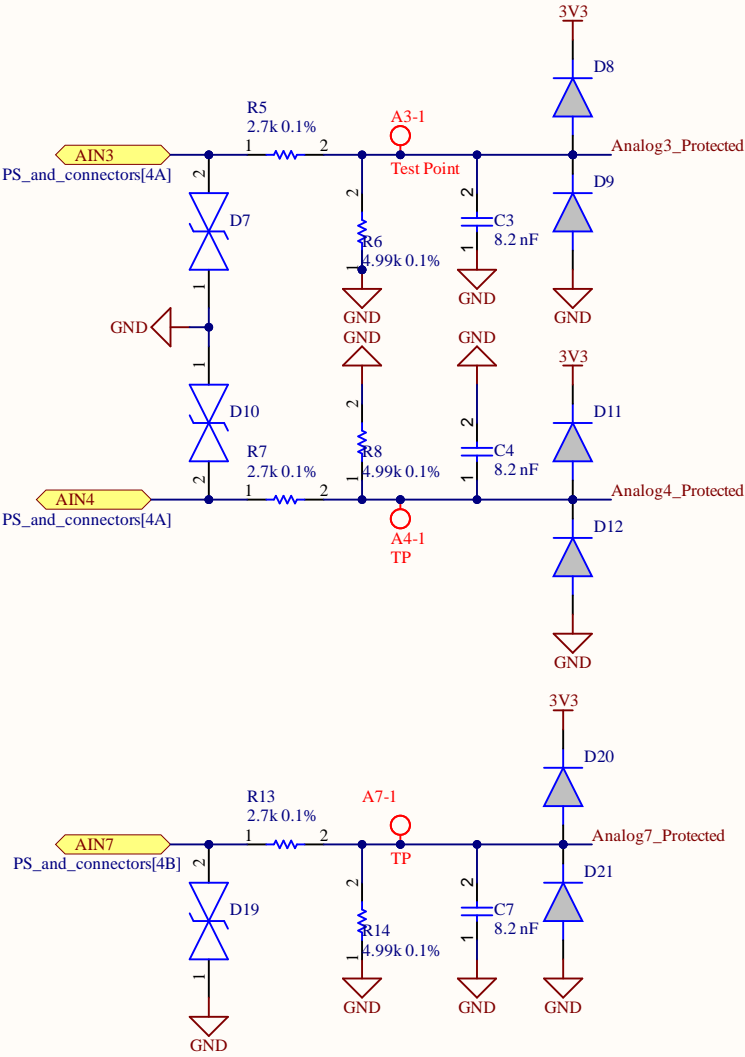 3V3
D8
R5
2.7k 0.1%
A3-1
1 2
AIN3
Analog3_Protected
PS_and_connectors[4A]
Test Point
2
2
2
D9
D7
C3
8.2 nF
R6
4.99k 0.1%
1
1
1
GND
GND
GND
GND
GND
GND
3V3
1
2
2
D10
D11
R7
2.7k 0.1%
R8
4.99k 0.1%
C4
8.2 nF
2
1
1
1 2
AIN4
Analog4_Protected
PS_and_connectors[4A]
D12
A4-1
TP
GND
3V3
D20
R13
2.7k 0.1%
A7-1
1 2
AIN7
Analog7_Protected
PS_and_connectors[4B]
TP
2
2
2
D21
D19
C7
8.2 nF
R14
4.99k 0.1%
1
1
1
GND
GND
GND
GND